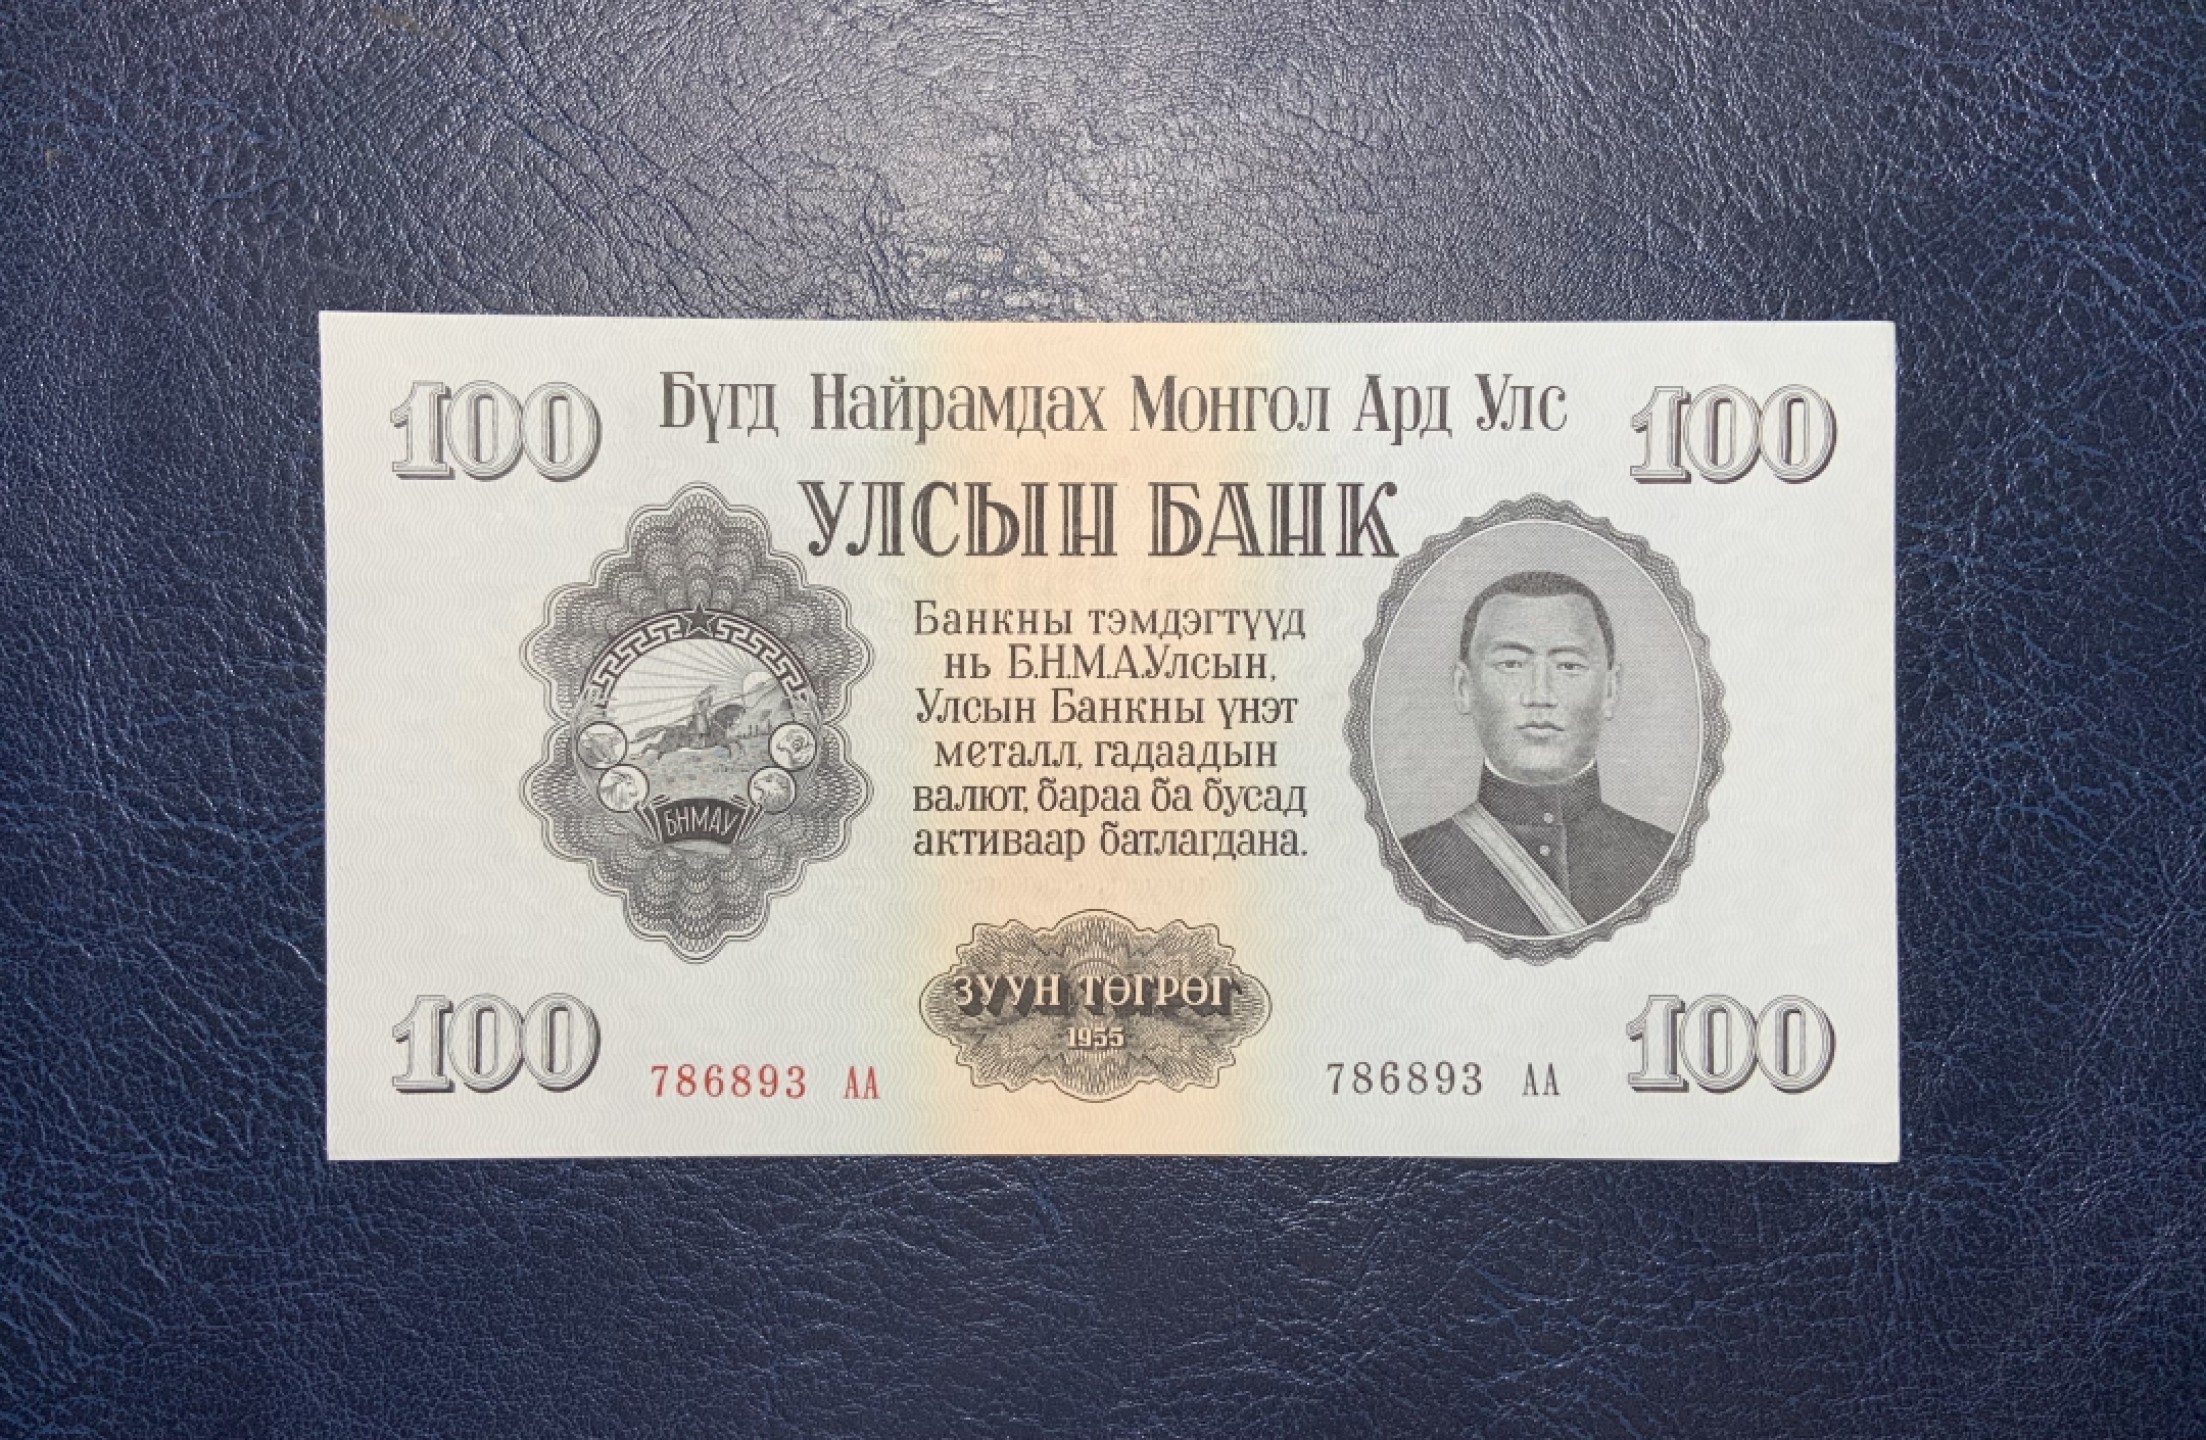 100 Бүгд Найрамдах Монгол Ард Улс 100
УЛСЫН БАНК
Банкны тэмдэгтүүд
нь Б.Н.М.А.Улсын,
Улсын Банкны үнэт
металл, гадаадын
валют, бараа ба бусад
активаар батлагдана.
БНМАУ
ЗУУН ТӨГРӨГ
1955
100 786893 АА 786893 АА 100